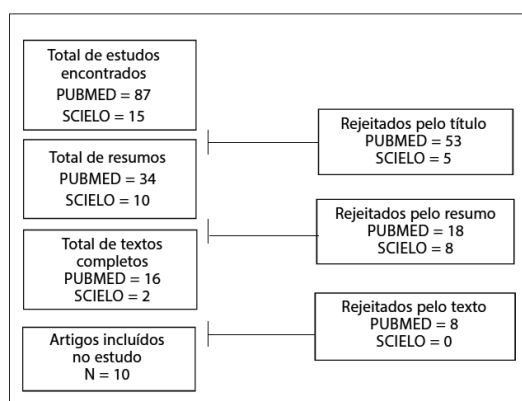 Total de estudos
encontrados
PUBMED = 87
SCIELO = 15
Rejeitados pelo título
PUBMED = 53
SCIELO = 5
Total de resumos
PUBMED = 34
SCIELO = 10
Rejeitados pelo resumo
PUBMED = 18
SCIELO = 8
Total de textos
completos
PUBMED = 16
SCIELO = 2
Rejeitados pelo texto
PUBMED = 8
SCIELO = 0
Artigos incluídos
no estudo
N = 10